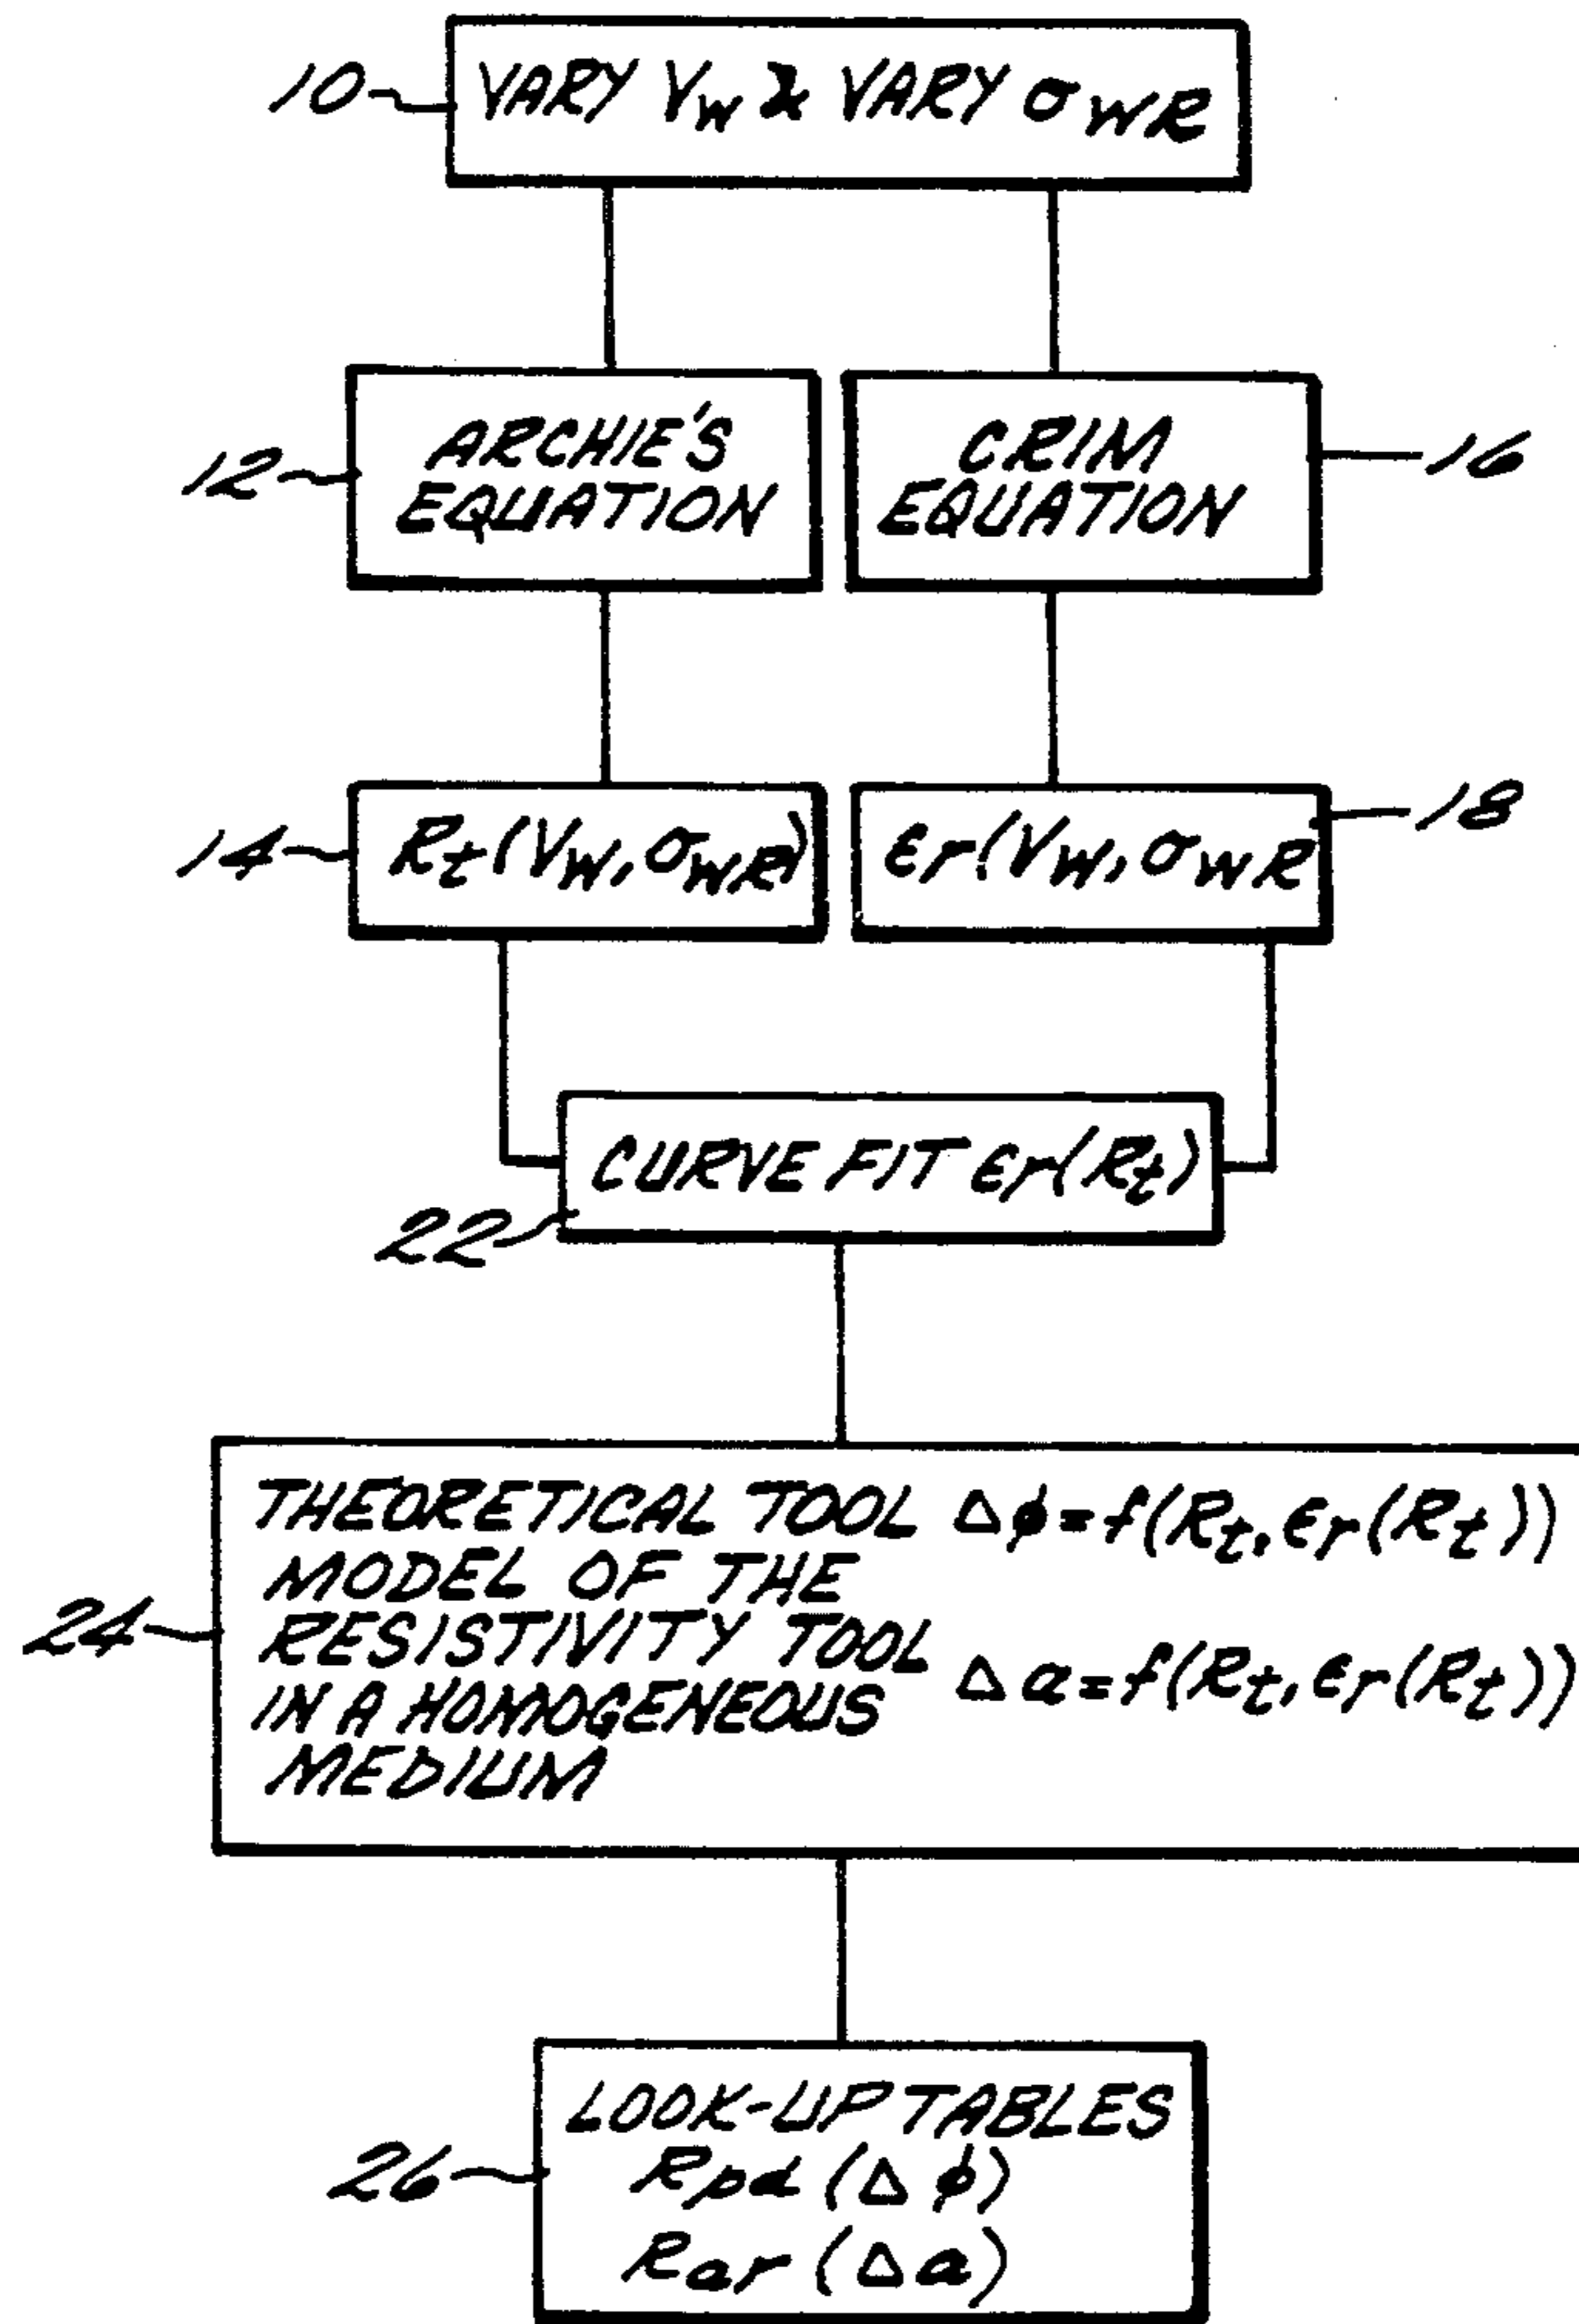 10
VARY Vw & VARY σWR
12
ARCHIE'S
EQUATION
CRIM
EQUATION
16
14
Rt(Vw, σWR)
εr(Vw, σWR
18
CURVE FIT εr(Rt)
22
24
THEORETICAL TOOL
MODEL OF THE
RESISTIVITY TOOL
IN A HOMOGENEOUS
MEDIUM
Δφ=f(Rt, εr(Rt))
Δa=f(Rt, εr(Rt))
26
LOOK-UP TABLES
Rpd (Δφ)
Rar (Δa)